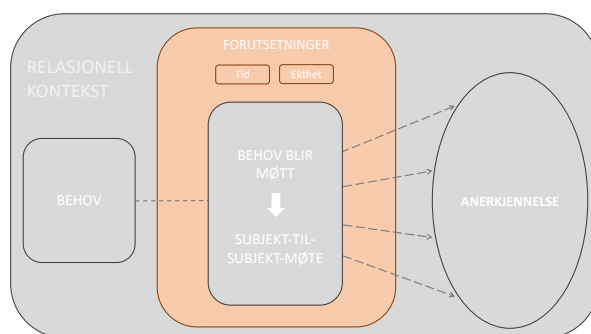 RELASJONELL
KONTEKST
FORUTSETNINGER
Tid
Ekthet
BEHOV
BEHOV BLIR
MØTT
SUBJEKT-TIL-
SUBJEKT-MØTE
ANERKJENNELSE